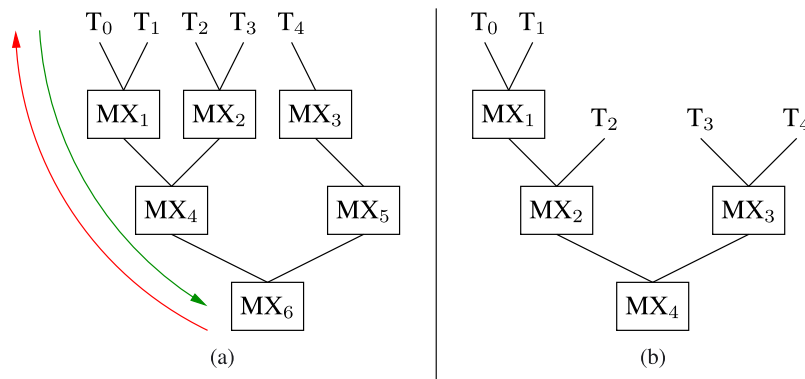 T₀ T₁ T₂ T₃ T₄
MX₁ MX₂ MX₃
MX₄ MX₅
MX₆
(a)
T₀ T₁
MX₁
T₂ T₃ T₄
MX₂ MX₃
MX₄
(b)